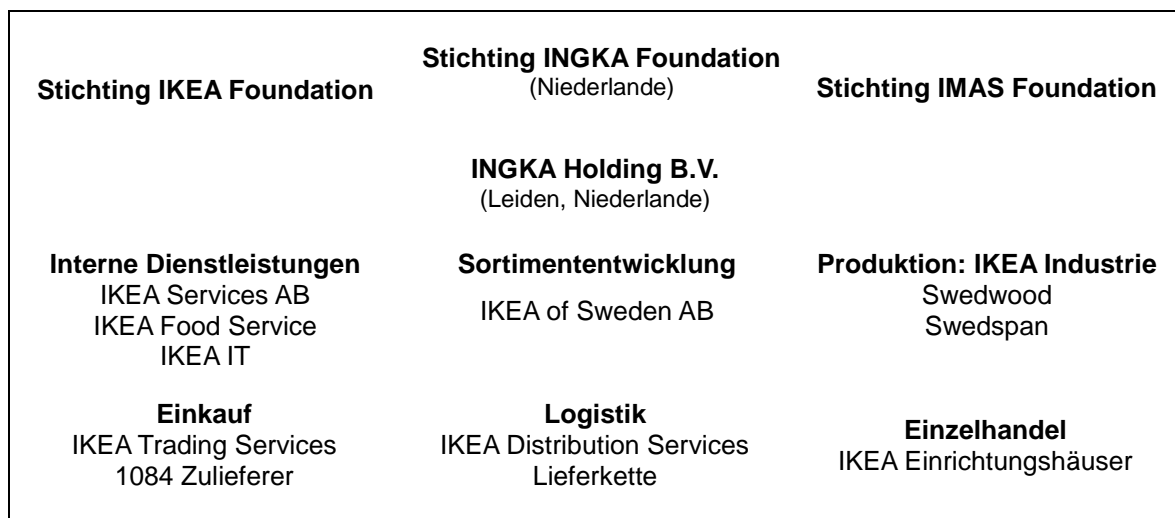 Stichting IKEA Foundation
Stichting INGKA Foundation
(Niederlande)
Stichting IMAS Foundation
INGKA Holding B.V.
(Leiden, Niederlande)
Interne Dienstleistungen
IKEA Services AB
IKEA Food Service
IKEA IT
Sortimententwicklung
IKEA of Sweden AB
Produktion: IKEA Industrie
Swedwood
Swedspan
Einkauf
IKEA Trading Services
1084 Zulieferer
Logistik
IKEA Distribution Services
Lieferkette
Einzelhandel
IKEA Einrichtungshäuser